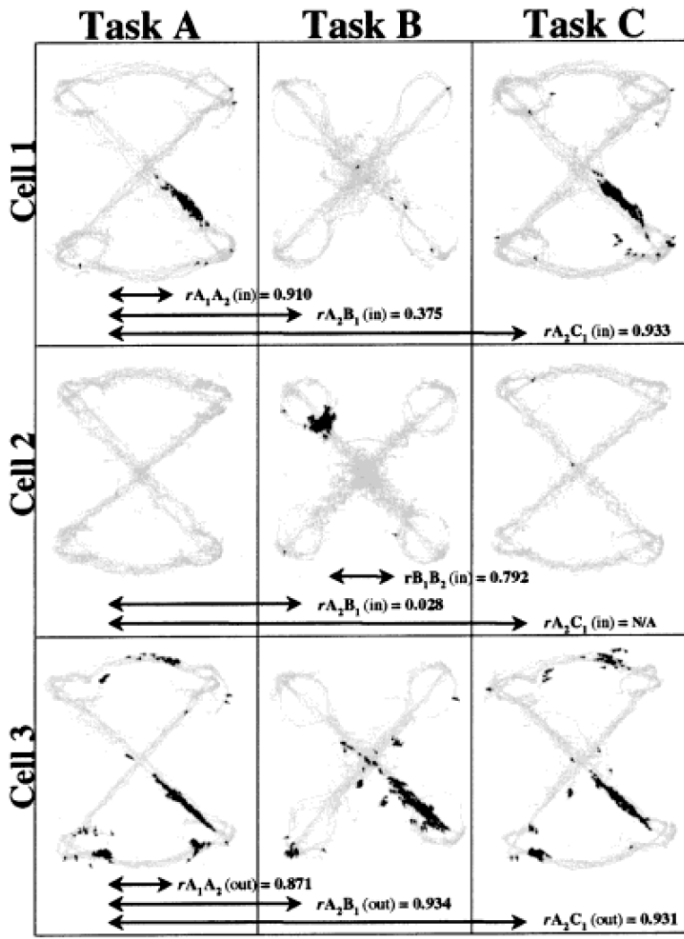 Task A Task B Task C
Cell 1
rA₁A₂ (in) = 0.910
rA₂B₁ (in) = 0.375
rA₂C₁ (in) = 0.933
Cell 2
rB₁B₂ (in) = 0.792
rA₂B₁ (in) = 0.028
rA₂C₁ (in) = N/A
Cell 3
rA₁A₂ (out) = 0.871
rA₂B₁ (out) = 0.934
rA₂C₁ (out) = 0.931